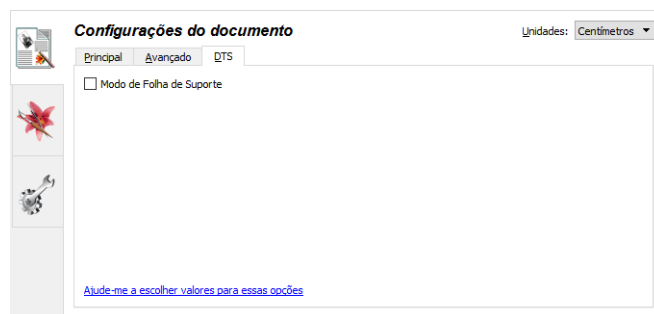 Configurações do documento
Unidades: Centímetros
Principal Avançado DTS
Modo de Folha de Suporte
Ajude-me a escolher valores para essas opções